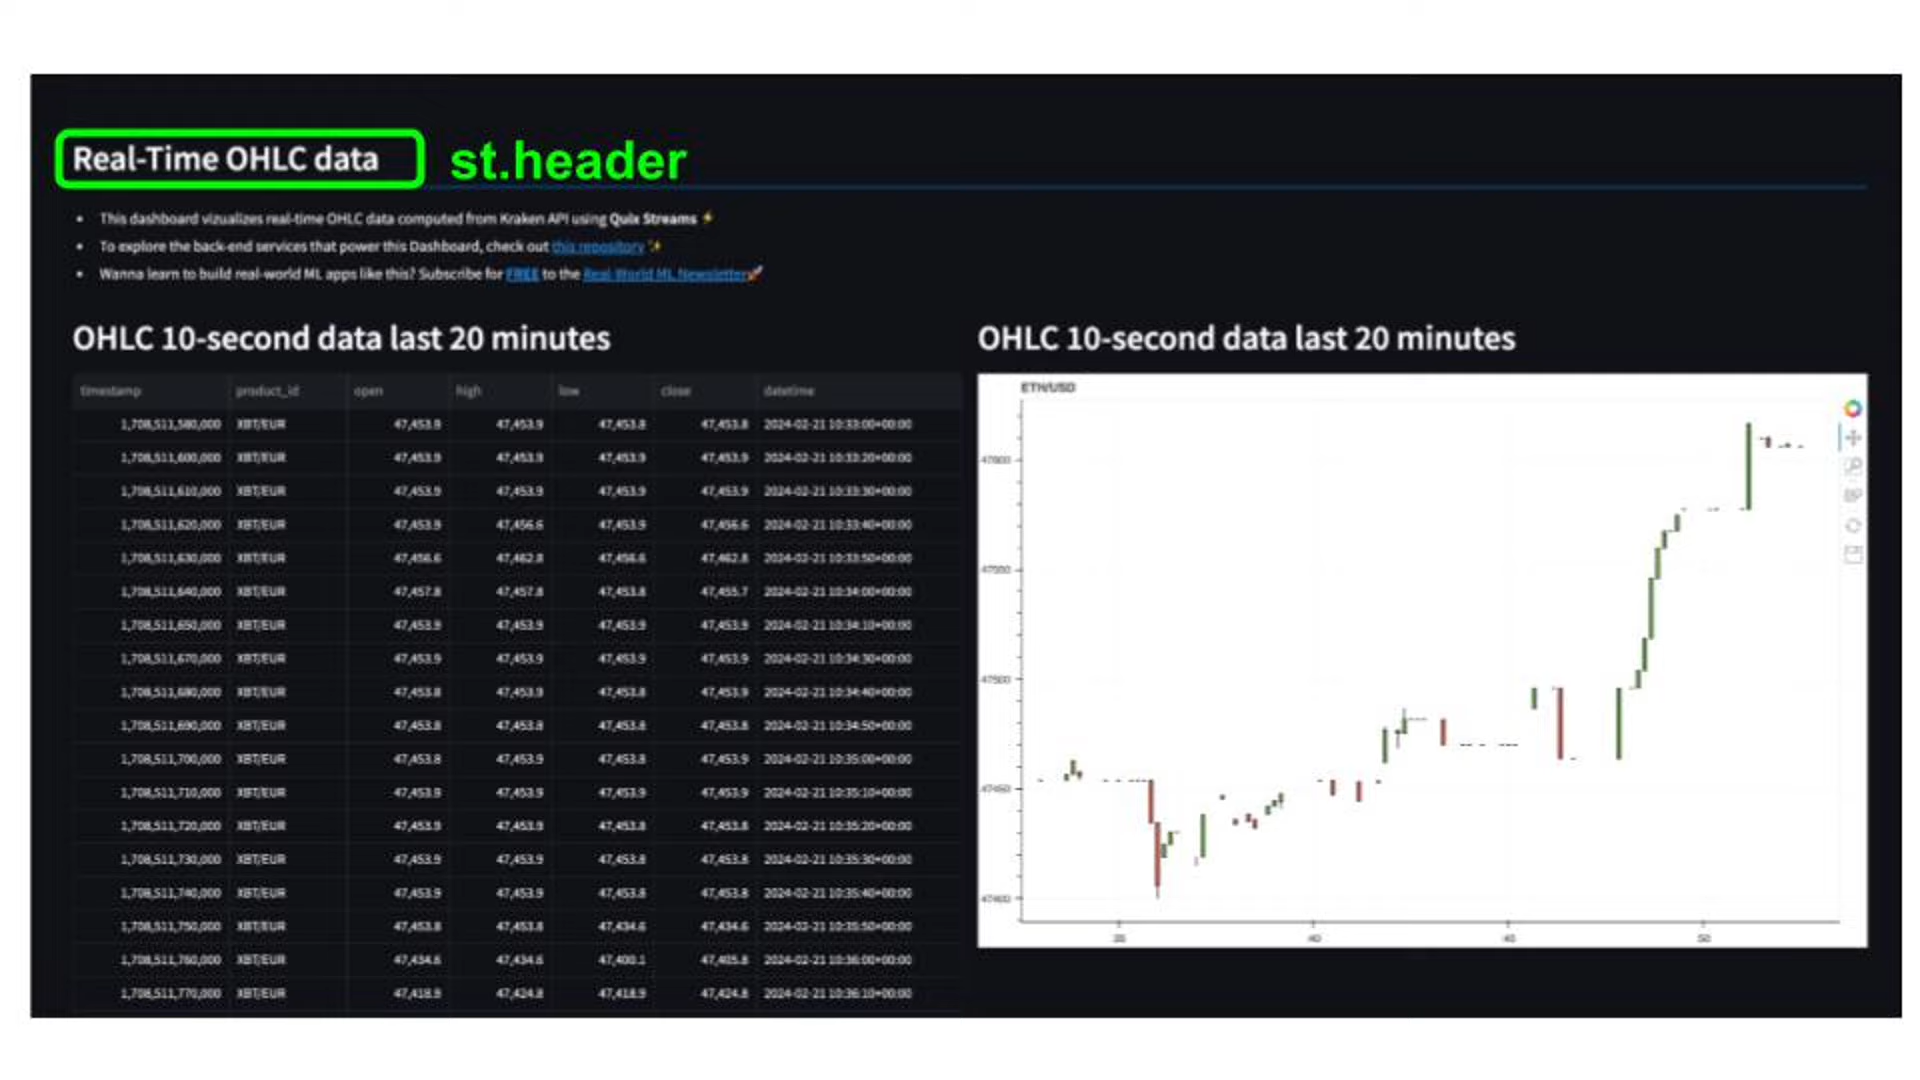 Real-Time OHLC data
st.header
This dashboard vizualizes real-time OHLC data computed from Kraken API using Quix Streams ⚡
To explore the back-end services that power this Dashboard, check out this repository ✨
Wanna learn to build real-world ML apps like this? Subscribe for FREE to the Real World ML Newsletter🚀
OHLC 10-second data last 20 minutes
timestamp product_id open high low close datetime
1,708,511,580,000 XBT/EUR 47,453.9 47,453.9 47,453.8 47,453.8 2024-02-21 10:33:00+00:00
1,708,511,600,000 XBT/EUR 47,453.9 47,453.9 47,453.9 47,453.9 2024-02-21 10:33:20+00:00
1,708,511,610,000 XBT/EUR 47,453.9 47,453.9 47,453.9 47,453.9 2024-02-21 10:33:30+00:00
1,708,511,620,000 XBT/EUR 47,453.9 47,456.6 47,453.9 47,456.6 2024-02-21 10:33:40+00:00
1,708,511,630,000 XBT/EUR 47,456.6 47,462.8 47,456.6 47,462.8 2024-02-21 10:33:50+00:00
1,708,511,640,000 XBT/EUR 47,457.8 47,457.8 47,453.8 47,455.7 2024-02-21 10:34:00+00:00
1,708,511,650,000 XBT/EUR 47,453.9 47,453.9 47,453.9 47,453.9 2024-02-21 10:34:10+00:00
1,708,511,670,000 XBT/EUR 47,453.9 47,453.9 47,453.9 47,453.9 2024-02-21 10:34:30+00:00
1,708,511,680,000 XBT/EUR 47,453.8 47,453.9 47,453.8 47,453.9 2024-02-21 10:34:40+00:00
1,708,511,690,000 XBT/EUR 47,453.8 47,453.8 47,453.8 47,453.8 2024-02-21 10:34:50+00:00
1,708,511,700,000 XBT/EUR 47,453.8 47,453.9 47,453.8 47,453.9 2024-02-21 10:35:00+00:00
1,708,511,710,000 XBT/EUR 47,453.9 47,453.9 47,453.9 47,453.9 2024-02-21 10:35:10+00:00
1,708,511,720,000 XBT/EUR 47,453.9 47,453.9 47,453.8 47,453.8 2024-02-21 10:35:20+00:00
1,708,511,730,000 XBT/EUR 47,453.9 47,453.9 47,453.8 47,453.8 2024-02-21 10:35:30+00:00
1,708,511,740,000 XBT/EUR 47,453.9 47,453.9 47,453.8 47,453.8 2024-02-21 10:35:40+00:00
1,708,511,750,000 XBT/EUR 47,453.8 47,453.8 47,434.6 47,434.6 2024-02-21 10:35:50+00:00
1,708,511,760,000 XBT/EUR 47,434.6 47,434.6 47,400.1 47,405.8 2024-02-21 10:36:00+00:00
1,708,511,770,000 XBT/EUR 47,418.9 47,424.8 47,418.9 47,424.8 2024-02-21 10:36:10+00:00
OHLC 10-second data last 20 minutes
ETH/USD
47500
47450
47400
:40
:45
:50